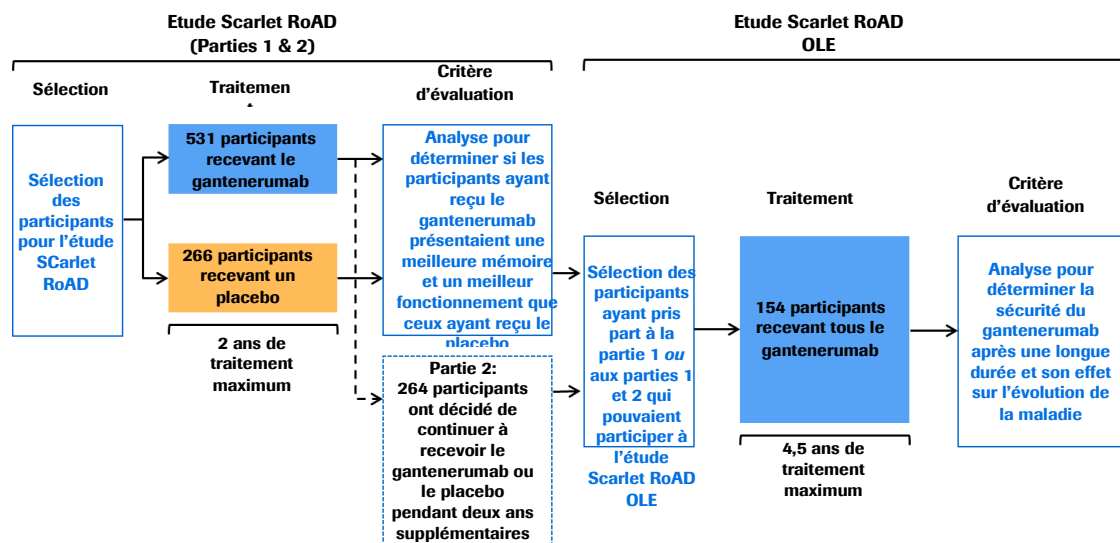 Etude Scarlet RoAD
(Parties 1 & 2)
Sélection
Traitemen
Critère
d'évaluation
Sélection
des
participants
pour l'étude
SCarlet
RoAD
531 participants
recevant le
gantenerumab
266 participants
recevant un
placebo
2 ans de
traitement
maximum
Analyse pour
déterminer si les
participants ayant
reçu le
gantenerumab
présentaient une
meilleure mémoire
et un meilleur
fonctionnement que
ceux ayant reçu le
placebo
Partie 2:
264 participants
ont décidé de
continuer à
recevoir le
gantenerumab ou
le placebo
pendant deux ans
supplémentaires
Etude Scarlet RoAD
OLE
Sélection
Traitement
Critère
d'évaluation
Sélection des
participants
ayant pris
part à la
partie 1 ou
aux parties 1
et 2 qui
pouvaient
participer à
l'étude
Scarlet RoAD
OLE
154 participants
recevant tous le
gantenerumab
4,5 ans de
traitement
maximum
Analyse pour
déterminer la
sécurité du
gantenerumab
après une longue
durée et son effet
sur l'évolution de
la maladie